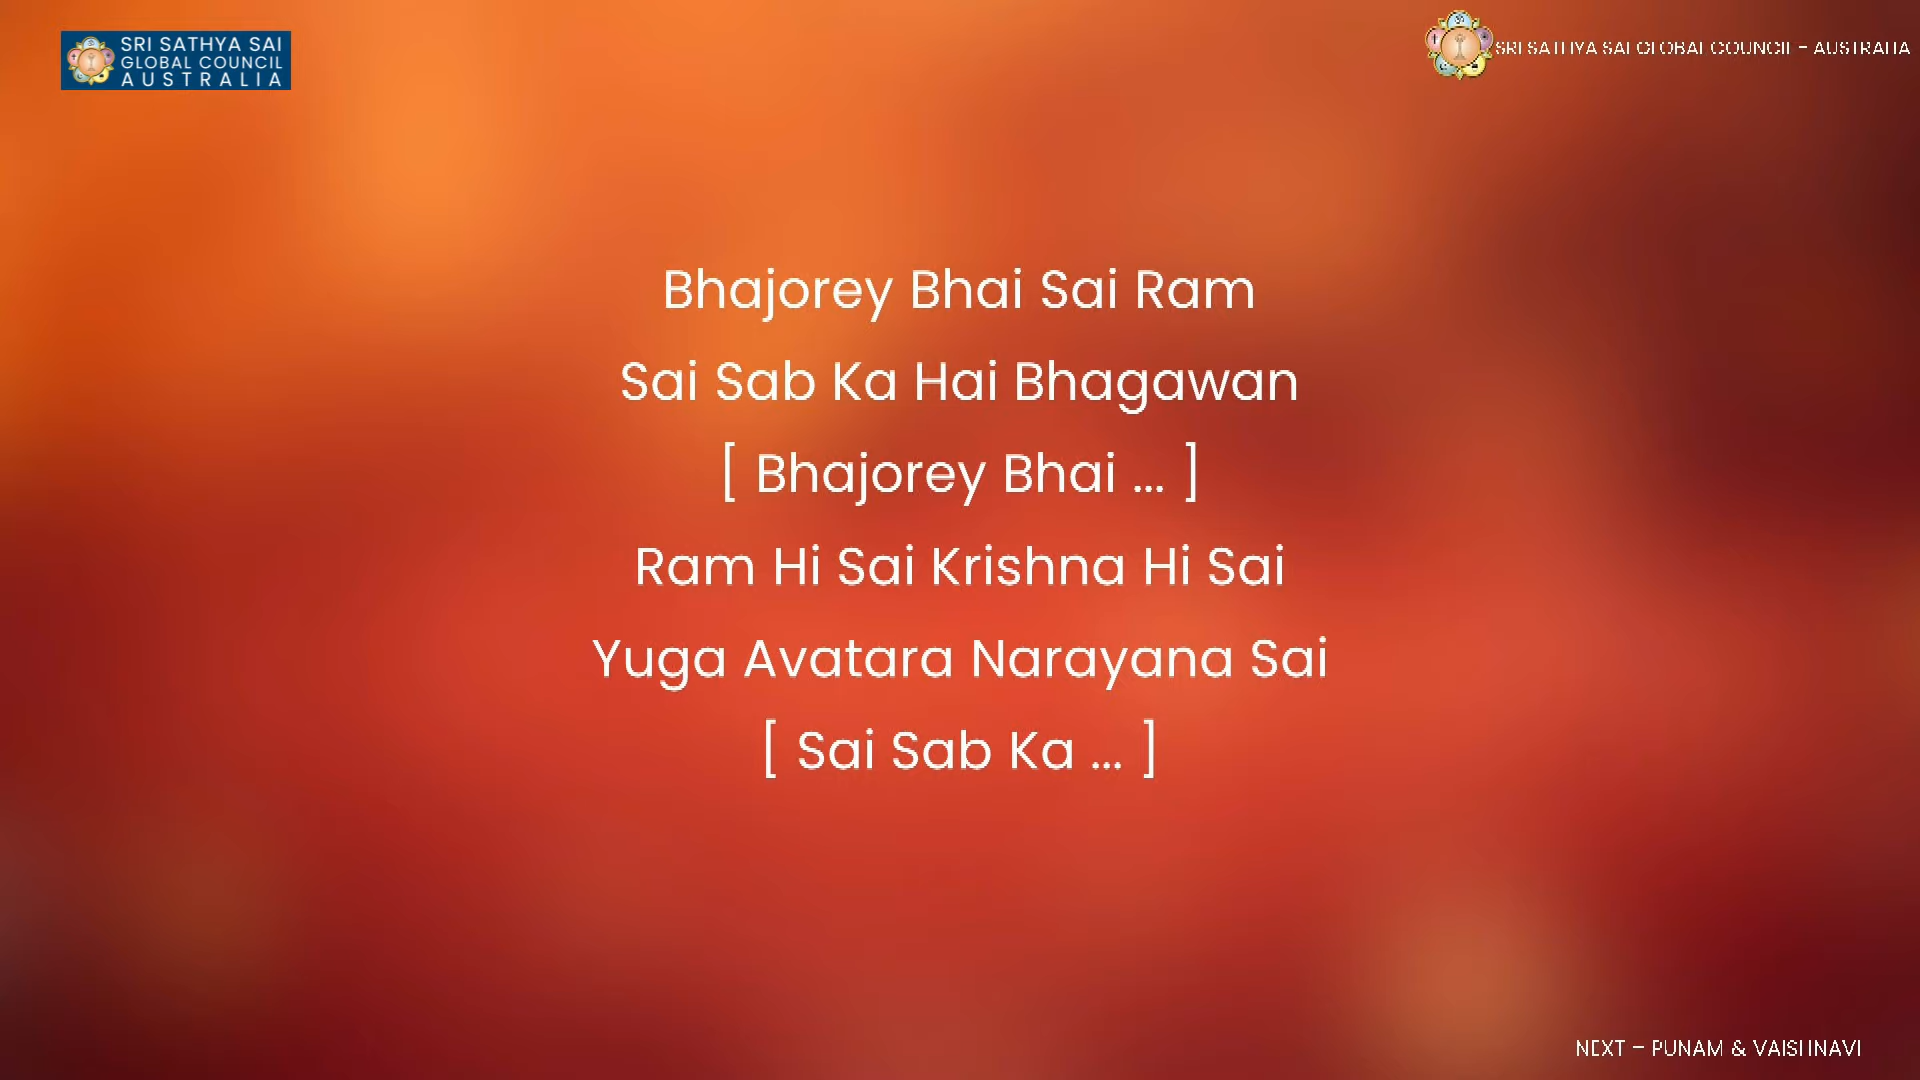 SRI SATHYA SAI
GLOBAL COUNCIL
AUSTRALIA
SRI SATHYA SAI GLOBAL COUNCIL - AUSTRALIA
Bhajorey Bhai Sai Ram
Sai Sab Ka Hai Bhagawan
[ Bhajorey Bhai ... ]
Ram Hi Sai Krishna Hi Sai
Yuga Avatara Narayana Sai
[ Sai Sab Ka ... ]
NEXT - PUNAM & VAISHNAVI